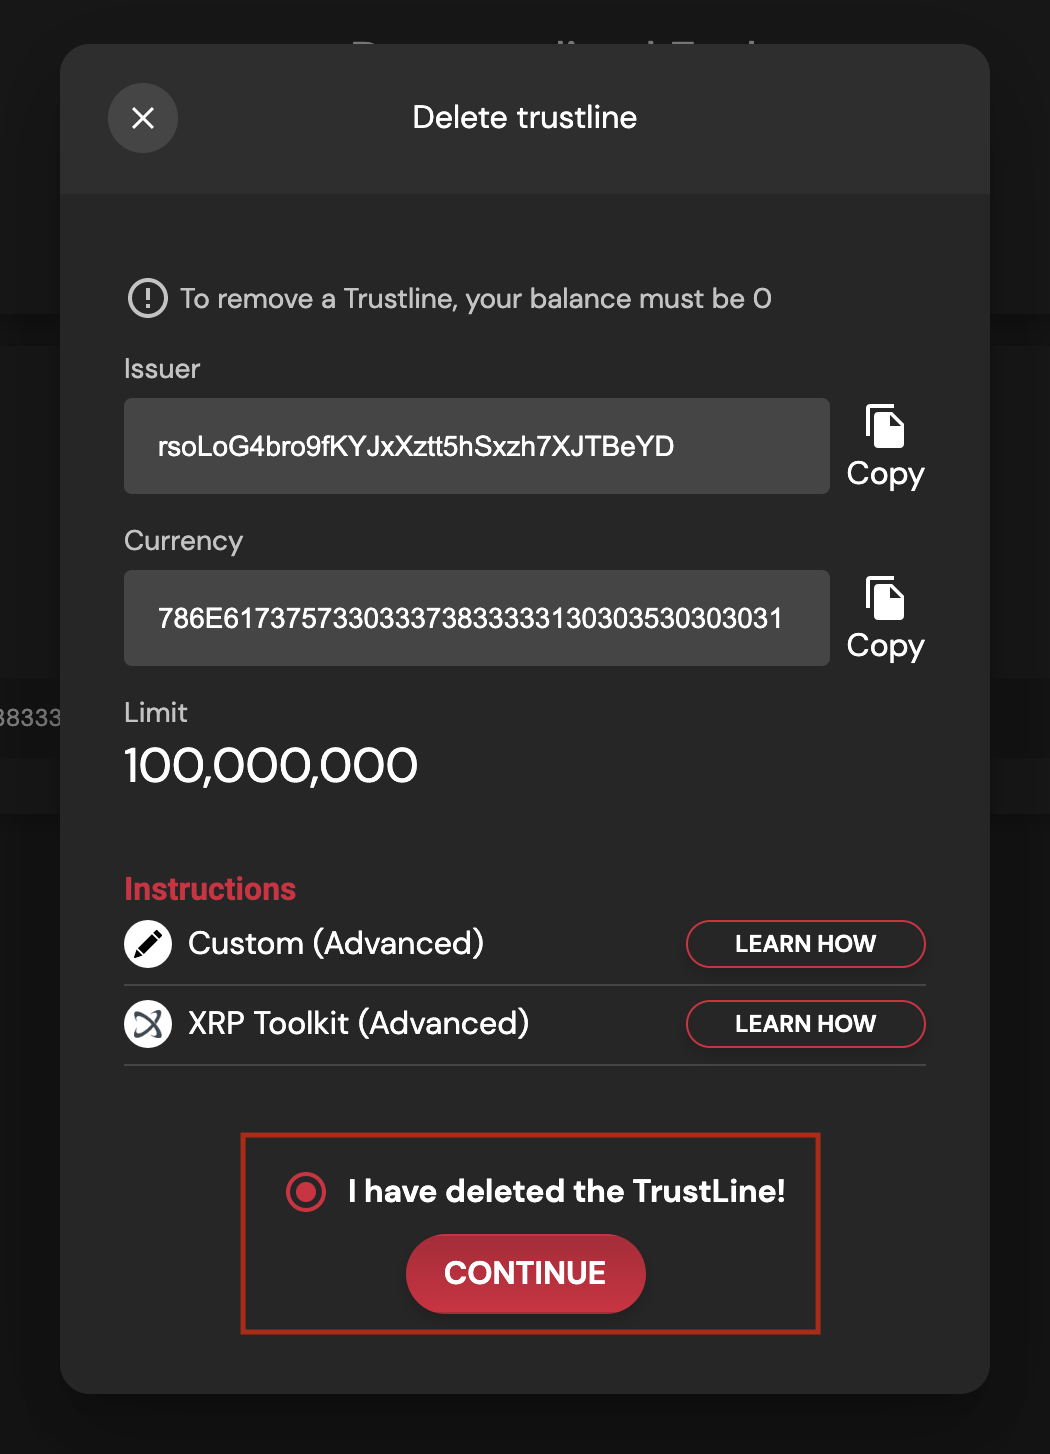 Delete trustline
To remove a Trustline, your balance must be 0
Issuer
rsoLoG4bro9fKYJxXztt5hSxzh7XJTBeYD
Copy
Currency
786E617375733033373833333130303530303031
Copy
38333
Limit
100,000,000
Instructions
Custom (Advanced)
LEARN HOW
XRP Toolkit (Advanced)
LEARN HOW
I have deleted the TrustLine!
CONTINUE